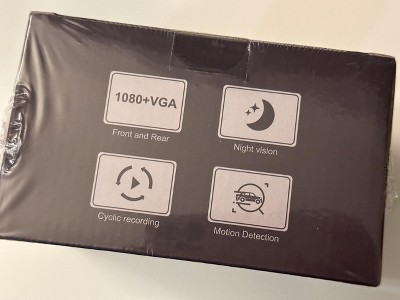 1080+VGA
Front and Rear
Night vision
Cyclic recording
Motion Detection